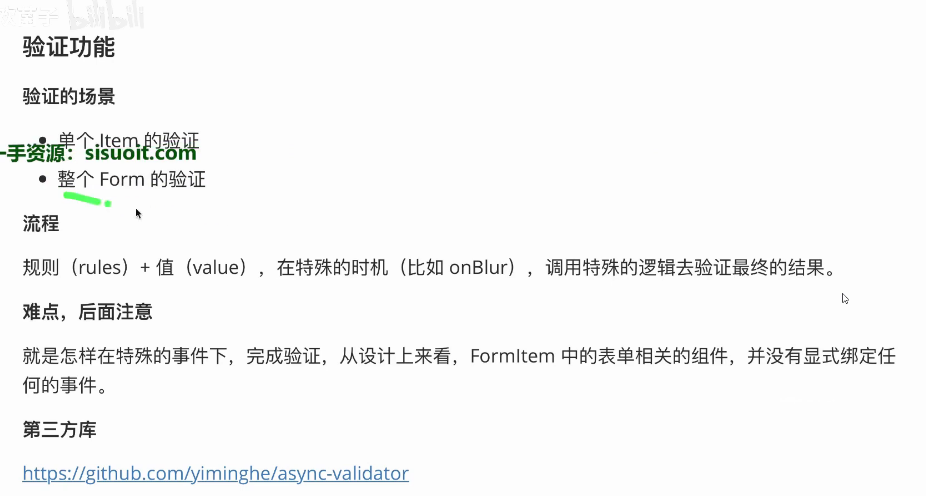 bilibili
验证功能
验证的场景
单个 Item 的验证
一手资源：sisuoit.com
整个 Form 的验证
流程
规则（rules）+ 值（value），在特殊的时机（比如 onBlur），调用特殊的逻辑去验证最终的结果。
难点，后面注意
就是怎样在特殊的事件下，完成验证，从设计上来看，FormItem 中的表单相关的组件，并没有显式绑定任
何的事件。
第三方库
https://github.com/yiminghe/async-validator